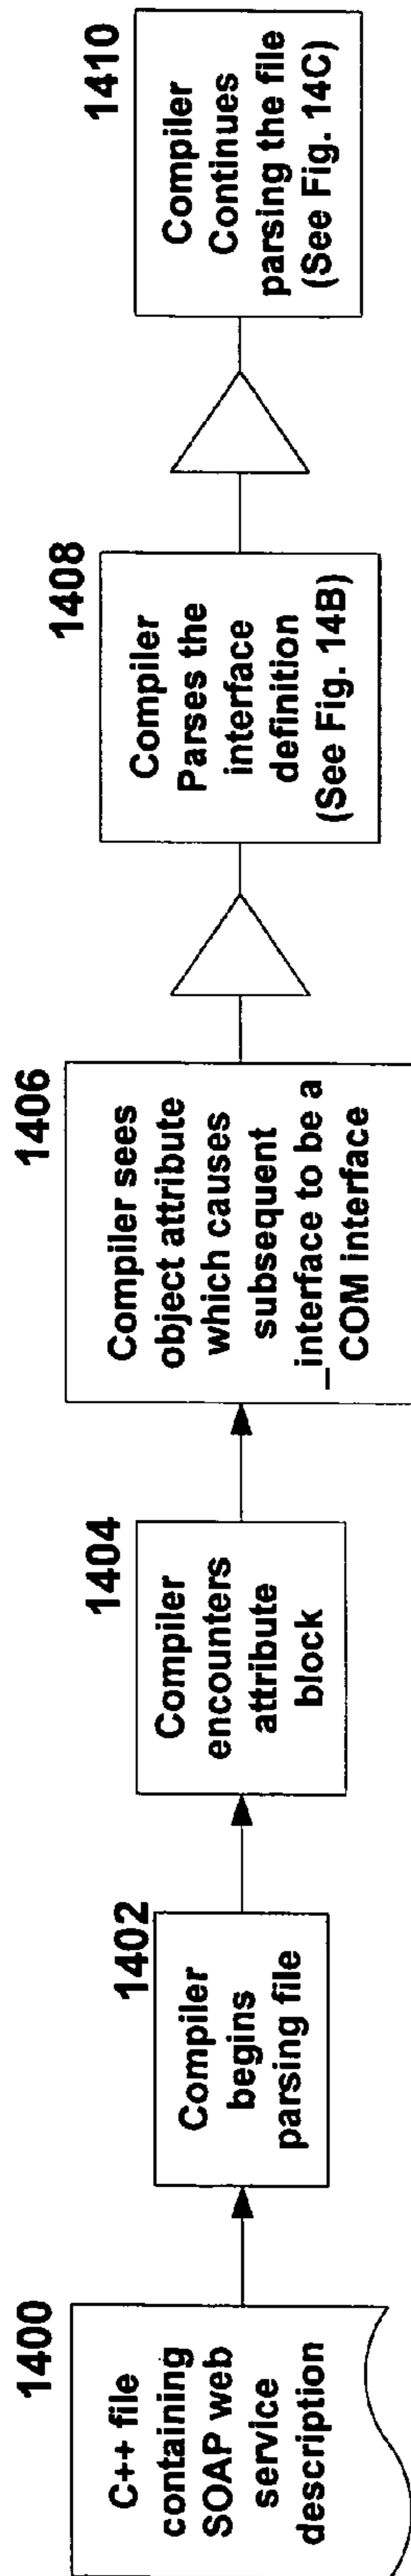 1400
C++ file
containing
SOAP web
service
description
1402
Compiler
begins
parsing file
1404
Compiler
encounters
attribute
block
1406
Compiler sees
object attribute
which causes
subsequent
_interface to be a
COM interface
1408
Compiler
Parses the
interface
definition
(See Fig. 14B)
1410
Compiler
Continues
parsing the file
(See Fig. 14C)